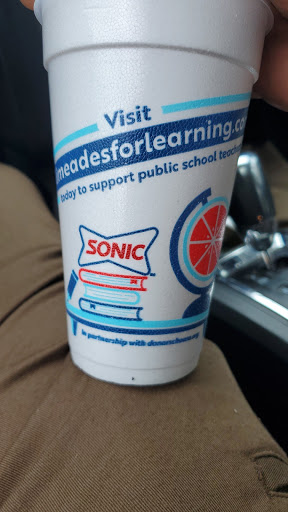 Visit
meadesforlearning.co
today to support public school teach
SONIC
in partnership with donorschoose.org